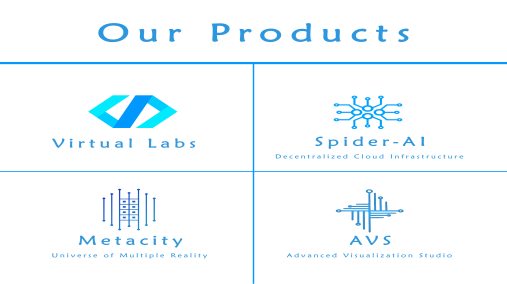 Our Products
Virtual Labs
Spider-AI
Decentralized Cloud Infrastructure
Metacity
Universe of Multiple Reality
AVS
Advanced Visualization Studio